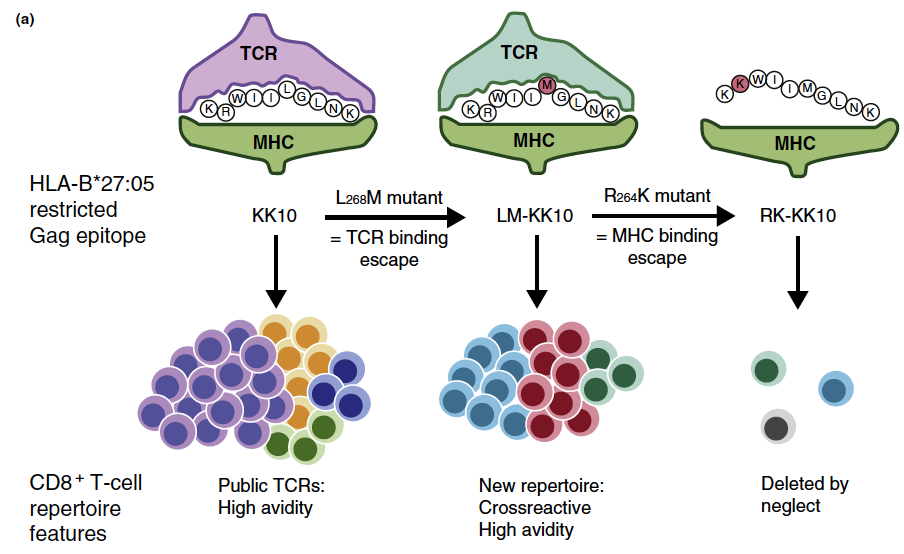 (a)
TCR
K R W I I L G L N K
MHC
TCR
K R W I I M G L N K
MHC
K K W I I M G L N K
MHC
HLA-B*27:05
restricted
Gag epitope
KK10
L268M mutant
= TCR binding
escape
LM-KK10
R264K mutant
= MHC binding
escape
RK-KK10
CD8+ T-cell
repertoire
features
Public TCRs:
High avidity
New repertoire:
Crossreactive
High avidity
Deleted by
neglect